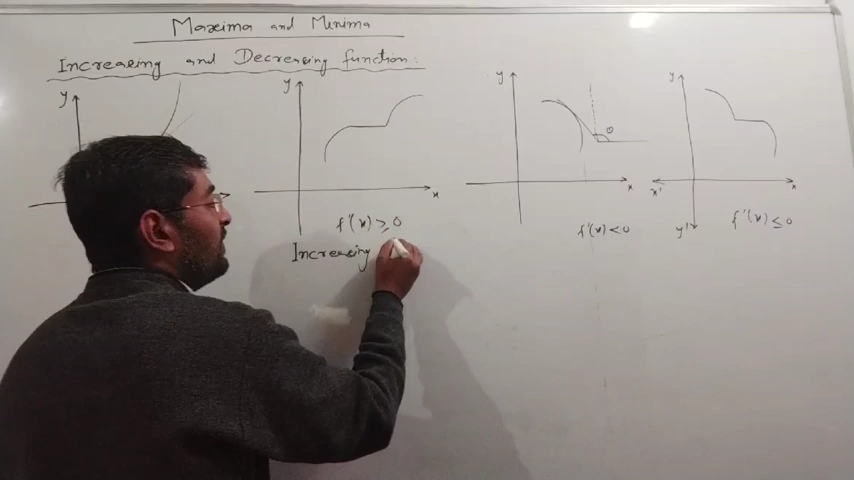 Maxima and Minima
Increasing and Decreasing function:
y
y
y
y
x
x
x'
x
f'(x) ≥ 0
f'(x) < 0
y'
f'(x) ≤ 0
θ
Increasing